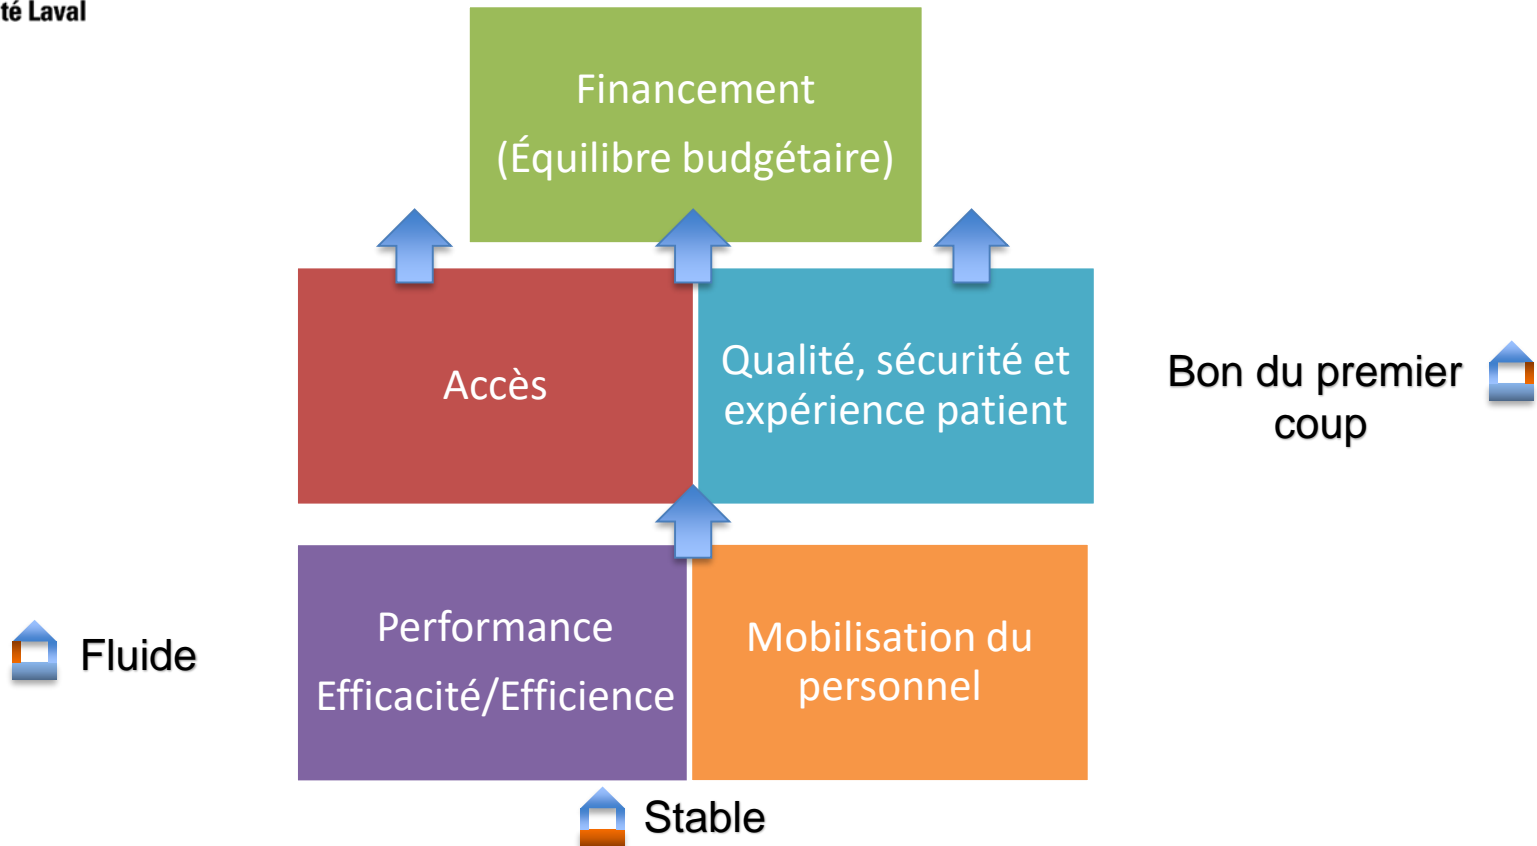 té Laval
Financement
(Équilibre budgétaire)
Accès
Qualité, sécurité et
expérience patient
Bon du premier
coup
Fluide
Performance
Efficacité/Efficience
Mobilisation du
personnel
Stable